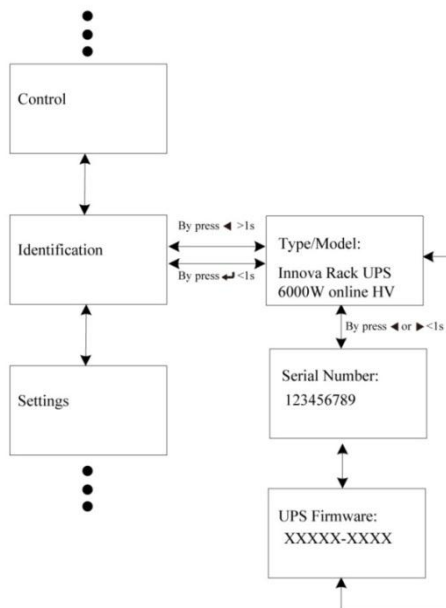 Control
By press ◀ >1s
Identification
By press ↵ <1s
Type/Model:
Innova Rack UPS
6000W online HV
By press ◀ or ▶ <1s
Settings
Serial Number:
123456789
UPS Firmware:
XXXXX-XXXX